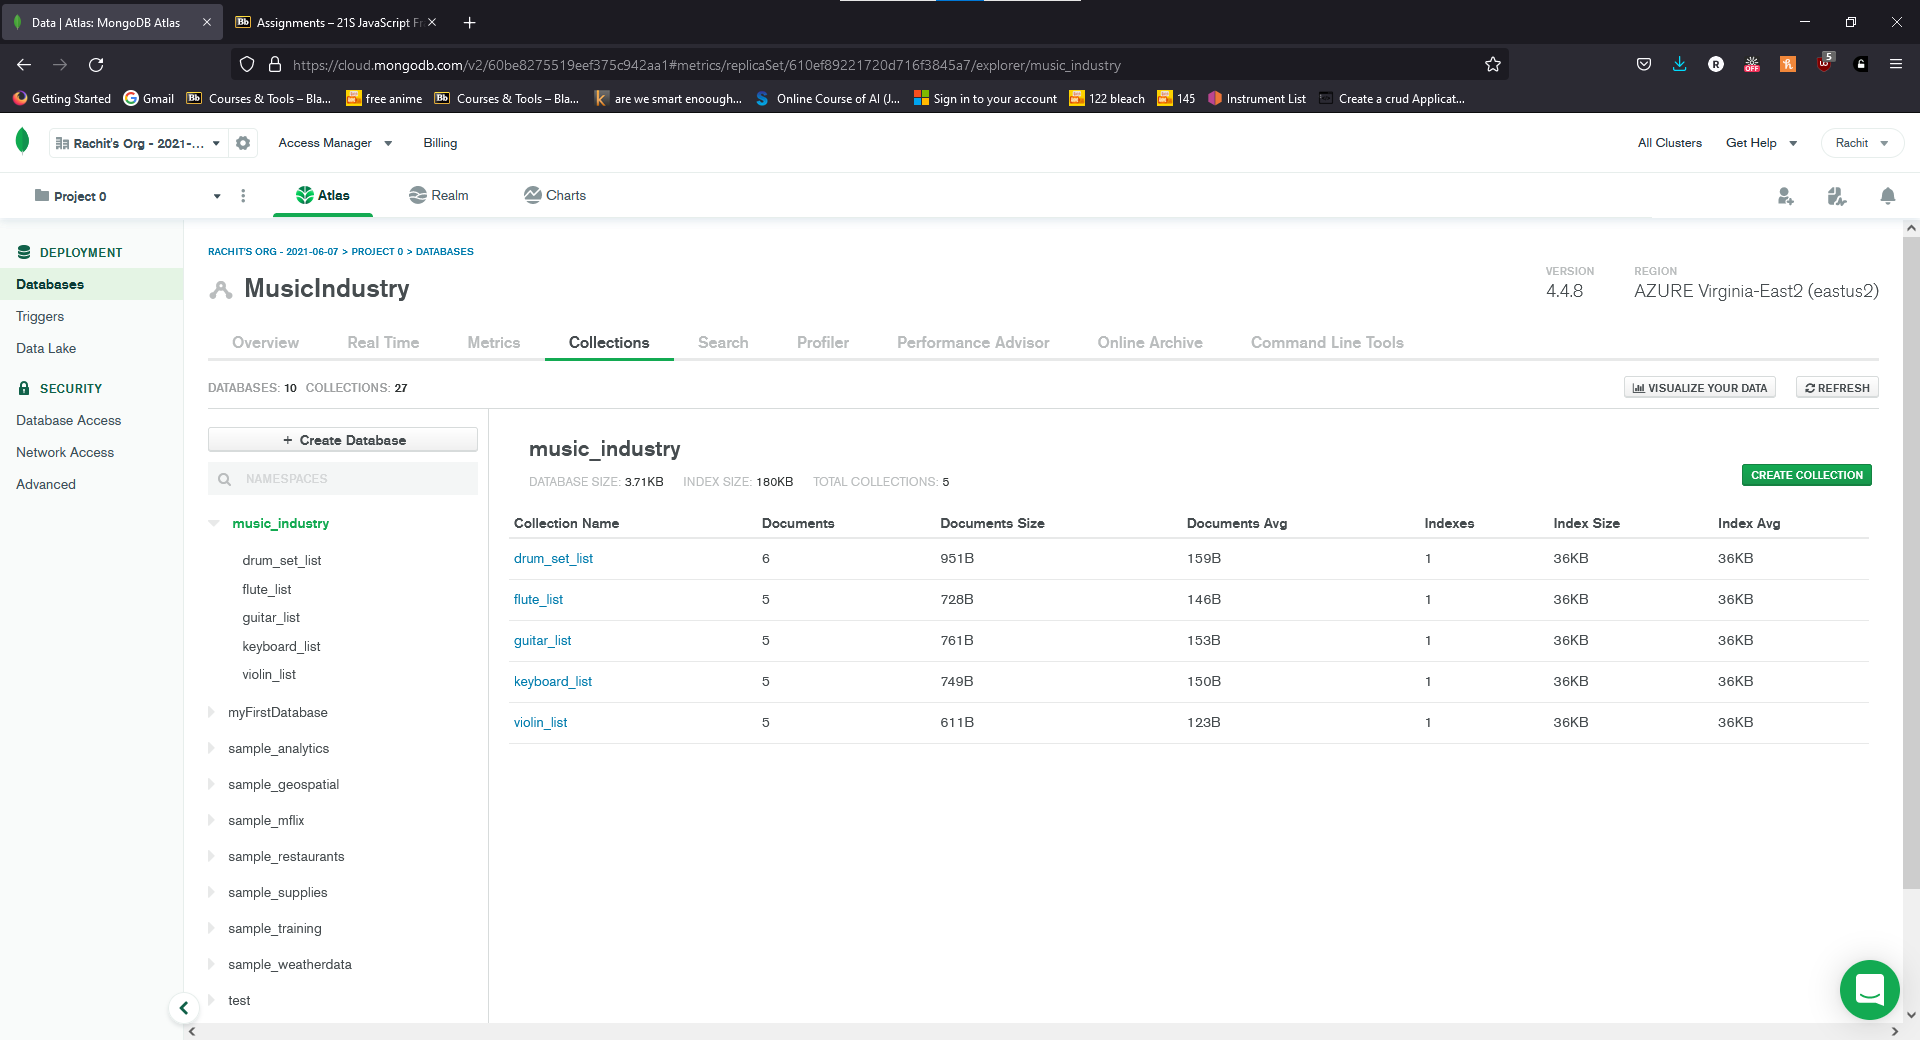 Data | Atlas: MongoDB Atlas
Bb Assignments – 21S JavaScript Fr
https://cloud.mongodb.com/v2/60be8275519eef375c942aa1#metrics/replicaSet/610ef89221720d716f3845a7/explorer/music_industry
R OFF 5
Getting Started Gmail Bb Courses & Tools – Bla... free anime Bb Courses & Tools – Bla... are we smart enoough... Online Course of AI (J... Sign in to your account 122 bleach 145 Instrument List Create a crud Applicat...
Rachit's Org - 2021-... Access Manager Billing All Clusters Get Help Rachit
Project 0 Atlas Realm Charts
DEPLOYMENT
Databases
Triggers
Data Lake
SECURITY
Database Access
Network Access
Advanced
RACHIT'S ORG - 2021-06-07 > PROJECT 0 > DATABASES
MusicIndustry
VERSION
4.4.8
REGION
AZURE Virginia-East2 (eastus2)
Overview Real Time Metrics Collections Search Profiler Performance Advisor Online Archive Command Line Tools
DATABASES: 10 COLLECTIONS: 27
VISUALIZE YOUR DATA REFRESH
+ Create Database
NAMESPACES
music_industry
drum_set_list
flute_list
guitar_list
keyboard_list
violin_list
myFirstDatabase
sample_analytics
sample_geospatial
sample_mflix
sample_restaurants
sample_supplies
sample_training
sample_weatherdata
test
music_industry
DATABASE SIZE: 3.71KB INDEX SIZE: 180KB TOTAL COLLECTIONS: 5
CREATE COLLECTION
Collection Name Documents Documents Size Documents Avg Indexes Index Size Index Avg
drum_set_list 6 951B 159B 1 36KB 36KB
flute_list 5 728B 146B 1 36KB 36KB
guitar_list 5 761B 153B 1 36KB 36KB
keyboard_list 5 749B 150B 1 36KB 36KB
violin_list 5 611B 123B 1 36KB 36KB